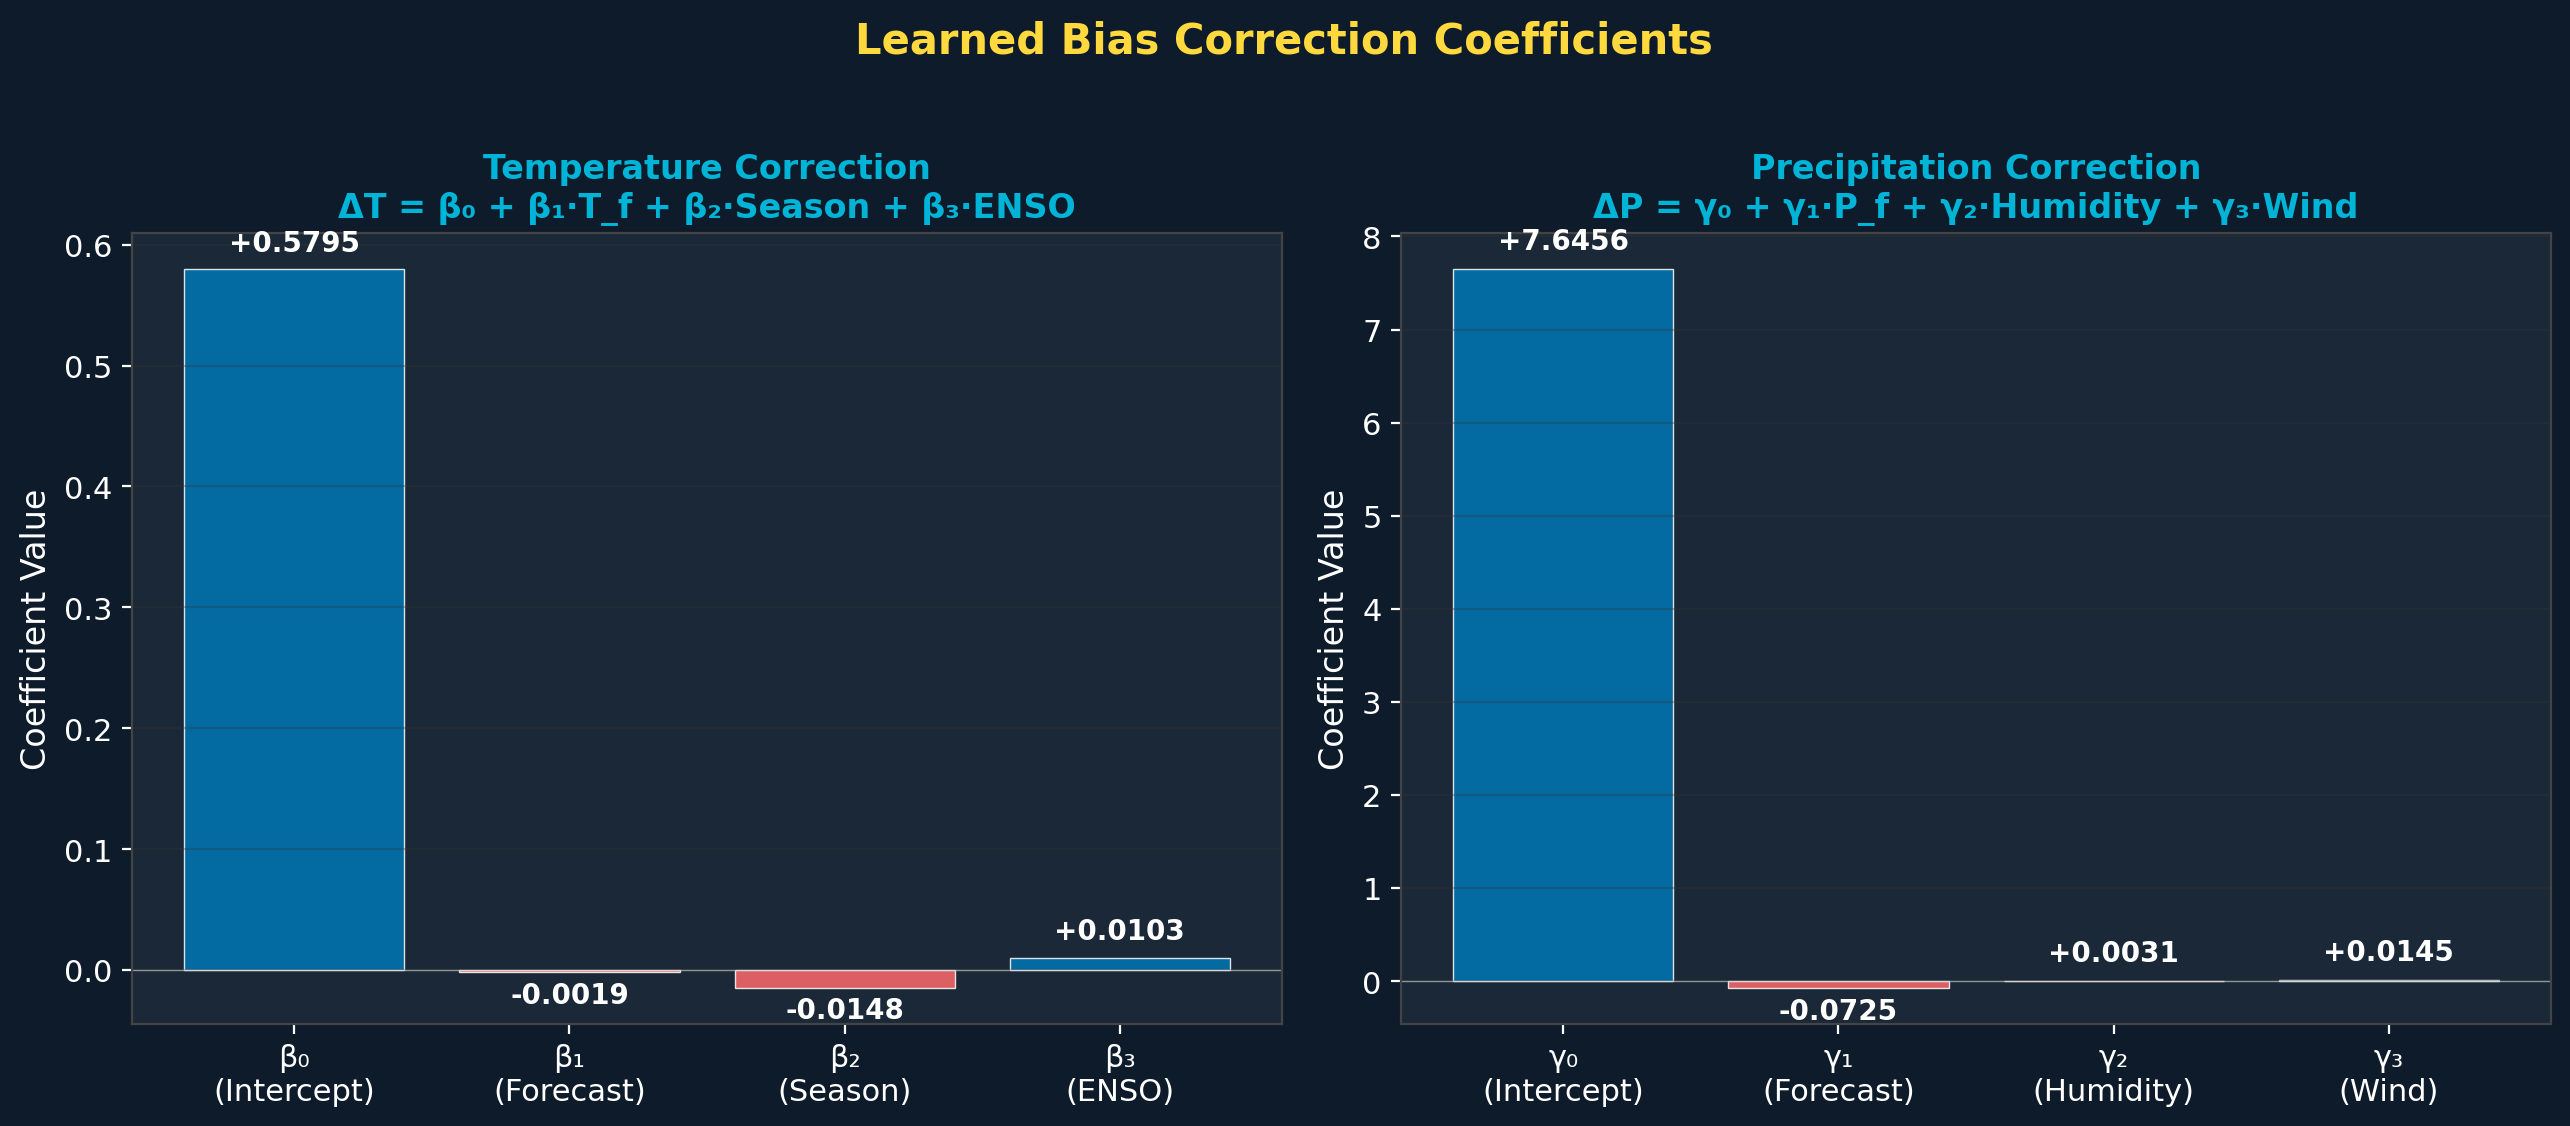 Learned Bias Correction Coefficients
Temperature Correction
ΔT = β₀ + β₁·T_f + β₂·Season + β₃·ENSO
Coefficient Value
0.6
0.5
0.4
0.3
0.2
0.1
0.0
+0.5795
-0.0019
-0.0148
+0.0103
β₀
(Intercept)
β₁
(Forecast)
β₂
(Season)
β₃
(ENSO)
Precipitation Correction
ΔP = γ₀ + γ₁·P_f + γ₂·Humidity + γ₃·Wind
Coefficient Value
8
7
6
5
4
3
2
1
0
+7.6456
-0.0725
+0.0031
+0.0145
γ₀
(Intercept)
γ₁
(Forecast)
γ₂
(Humidity)
γ₃
(Wind)